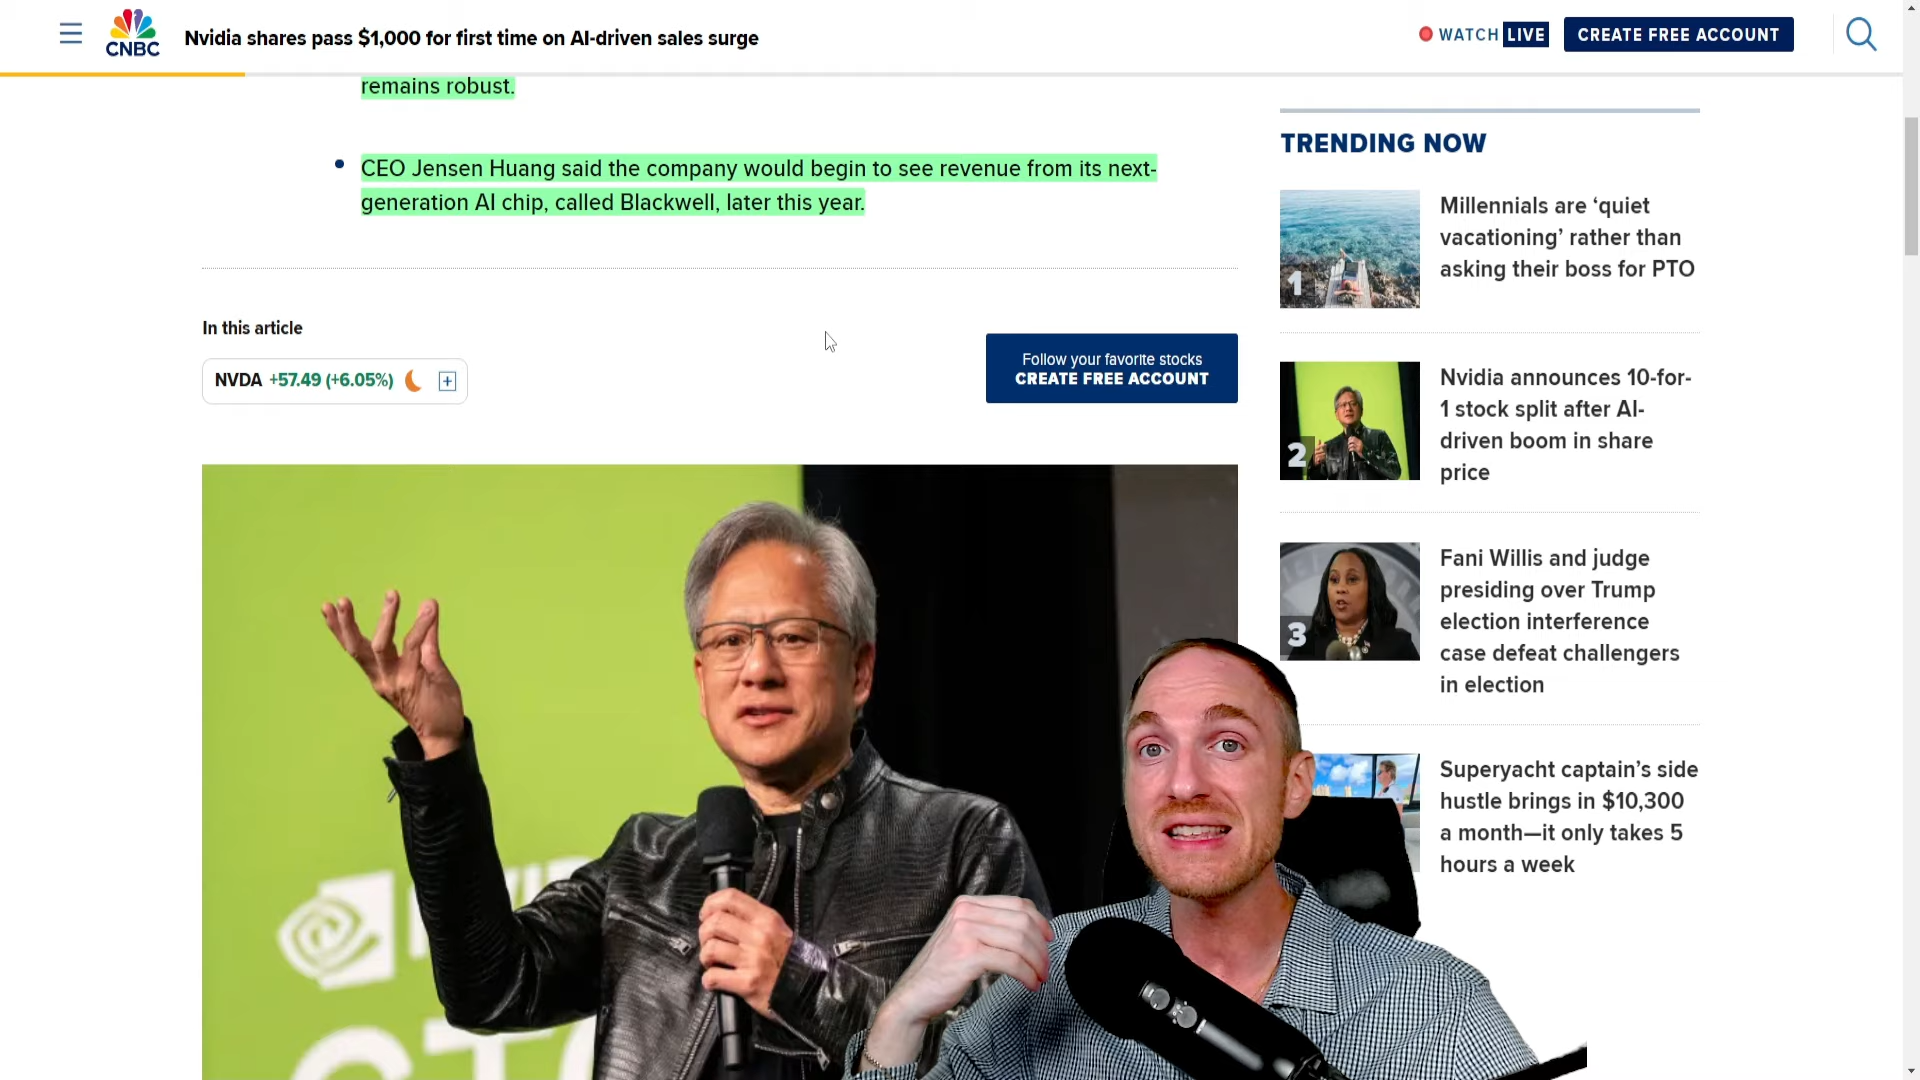 CNBC
Nvidia shares pass $1,000 for first time on AI-driven sales surge
WATCH LIVE
CREATE FREE ACCOUNT
remains robust.
CEO Jensen Huang said the company would begin to see revenue from its next-
generation AI chip, called Blackwell, later this year.
In this article
NVDA +57.49 (+6.05%)
Follow your favorite stocks
CREATE FREE ACCOUNT
TRENDING NOW
1
Millennials are ‘quiet
vacationing’ rather than
asking their boss for PTO
2
Nvidia announces 10-for-
1 stock split after AI-
driven boom in share
price
3
Fani Willis and judge
presiding over Trump
election interference
case defeat challengers
in election
Superyacht captain’s side
hustle brings in $10,300
a month—it only takes 5
hours a week